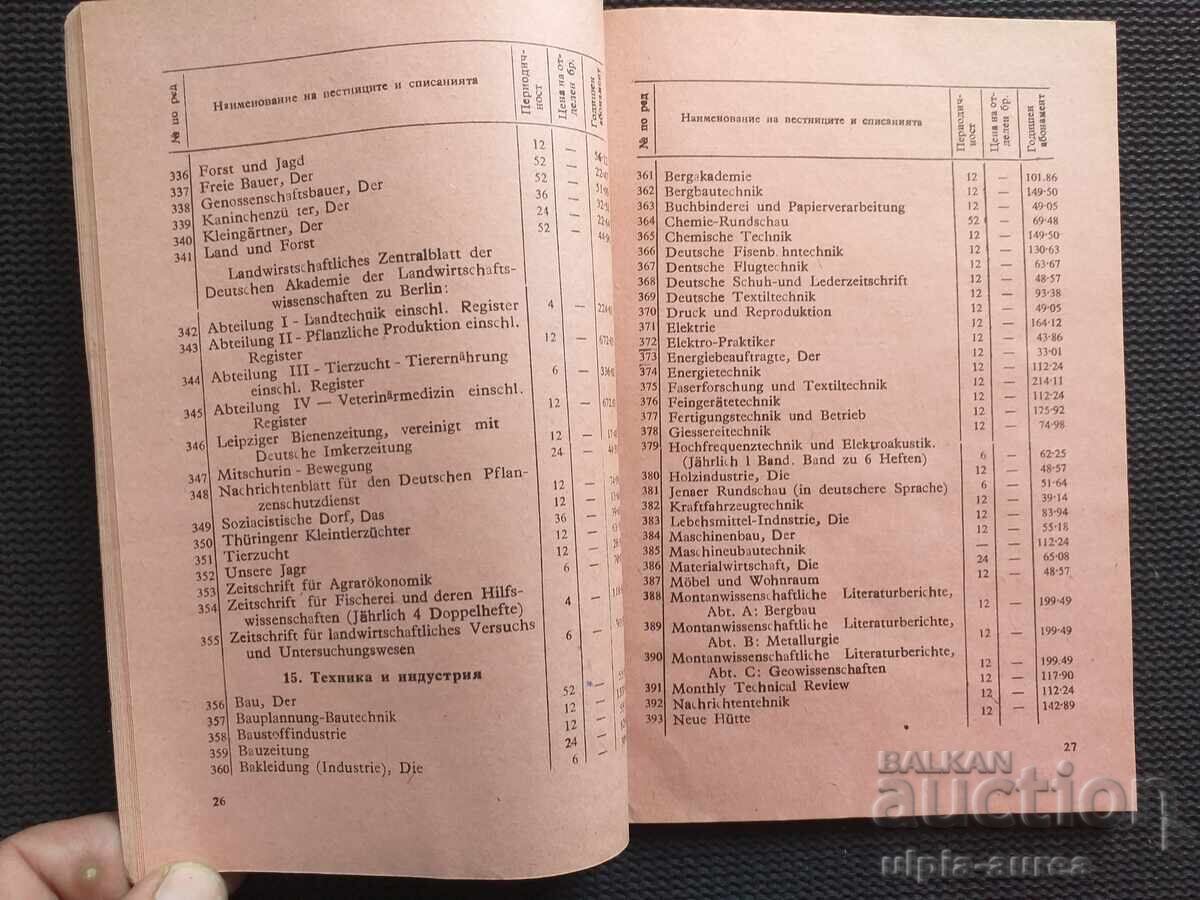 № по ред
Наименование на вестниците и списанията
Периодич-
ност
Цена на от-
делен бр.
Годишен
абонамент
336 Forst und Jagd 12 —
337 Freie Bauer, Der 52 —
338 Genossenschaftsbauer, Der 52 —
339 Kaninchenzü ter, Der 36 —
340 Kleingärtner, Der 24 —
341 Land und Forst 52 —
Landwirstschaftliches Zentralblatt der
Deutschen Akademie der Landwirtschafts-
wissenschaften zu Berlin:
342 Abteilung I - Landtechnik einschl. Register 4 —
343 Abteilung II - Pflanzliche Produktion einschl.
Register 12 —
344 Abteilung III - Tierzucht - Tierernährung
einschl. Register 6 —
345 Abteilung IV — Veterinärmedizin einschl.
Register 12 —
346 Leipziger Bienenzeitung, vereinigt mit
Deutsche Imkerzeitung 12 —
347 Mitschurin - Bewegung 24 —
348 Nachrichtenblatt für den Deutschen Pflan-
zenschutzdienst 12 —
349 Soziacistische Dorf, Das 12 —
350 Thüringenr Kleintierzüchter 36 —
351 Tierzucht 12 —
352 Unsere Jagr 12 —
353 Zeitschrift für Agrarökonomik 6 —
354 Zeitschrift für Fischerei und deren Hilfs-
wissenschaften (Jährlich 4 Doppelhefte) 4 —
355 Zeitschrift für landwirtschaftliches Versuchs
und Untersuchungswesen 6 —
15. Техника и индустрия
356 Bau, Der 52 —
357 Bauplannung-Bautechnik 12 —
358 Baustoffindustrie 12 —
359 Bauzeitung 24 —
360 Bakleidung (Industrie), Die 6 —
26
№ по ред
Наименование на вестниците и списанията
Периодич-
ност
Цена на от-
делен бр.
Годишен
абонамент
361 Bergakademie 12 — 101.86
362 Bergbautechnik 12 — 149·50
363 Buchbinderei und Papierverarbeitung 12 — 49·05
364 Chemie-Rundschau 52 — 69·48
365 Chemische Technik 12 — 149·50
366 Deutsche Fisenb.hntechnik 12 — 130·63
367 Dentsche Flugtechnik 12 — 63·67
368 Deutsche Schuh-und Lederzeitschrift 12 — 48·57
369 Deutsche Textiltechnik 12 — 93·38
370 Druck und Reproduktion 12 — 49·05
371 Elektrie 12 — 164·12
372 Elektro-Praktiker 12 — 43·86
373 Energiebeauftragte, Der 12 — 33·01
374 Energietechnik 12 — 112·24
375 Faserforschung und Textiltechnik 12 — 214·11
376 Feingerätetechnik 12 — 112·24
377 Fertigungstechnik und Betrieb 12 — 175·92
378 Giessereitechnik 12 — 74·98
379 Hochfrequenztechnik und Elektroakustik.
(Jährlich 1 Band. Band zu 6 Heften) 6 — 62·25
380 Holzindustrie, Die 12 — 48·57
381 Jenaer Rundschau (in deutschere Sprache) 6 — 51·64
382 Kraftfahrzeugtechnik 12 — 39·14
383 Lebehsmittel-Indnstrie, Die 12 — 83·94
384 Maschinenbau, Der 12 — 55·18
385 Maschineubautechnik — — 112·24
386 Materialwirtschaft, Die 24 — 65·08
387 Möbel und Wohnraum 12 — 48·57
388 Montanwissenschaftliche Literaturberichte,
Abt. A: Bergbau 12 — 199·49
389 Montanwissenschaftliche Literaturberichte,
Abt. B: Metallurgie 12 — 199·49
390 Montanwissenschaftliche Literaturberichte,
Abt. C: Geowissenschaften 12 — 199.49
391 Monthly Technical Review 12 — 117·90
392 Nachrichtentehnik 12 — 112·24
393 Neue Hütte 12 — 142·89
27
BALKAN
auction
ulpia-aurea